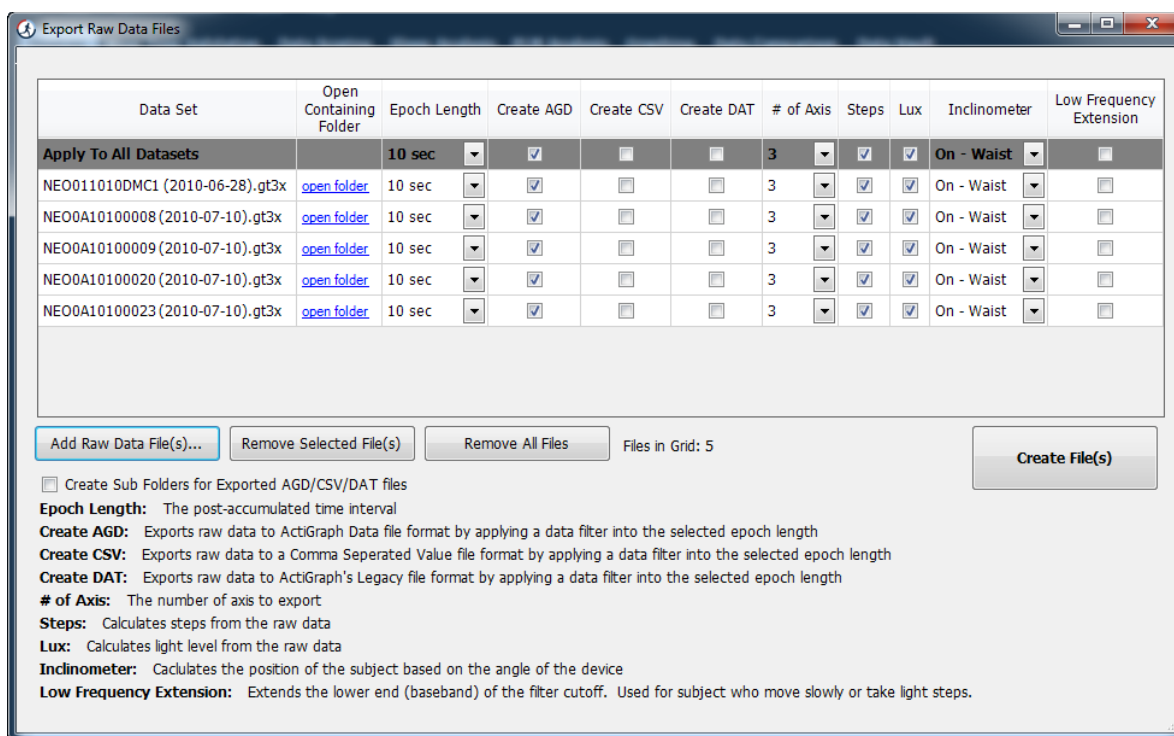 Export Raw Data Files
Data Set Open Containing Folder Epoch Length Create AGD Create CSV Create DAT # of Axis Steps Lux Inclinometer Low Frequency Extension
Apply To All Datasets 10 sec 3 On - Waist
NEO011010DMC1 (2010-06-28).gt3x open folder 10 sec 3 On - Waist
NEO0A10100008 (2010-07-10).gt3x open folder 10 sec 3 On - Waist
NEO0A10100009 (2010-07-10).gt3x open folder 10 sec 3 On - Waist
NEO0A10100020 (2010-07-10).gt3x open folder 10 sec 3 On - Waist
NEO0A10100023 (2010-07-10).gt3x open folder 10 sec 3 On - Waist
Add Raw Data File(s)... Remove Selected File(s) Remove All Files Files in Grid: 5 Create File(s)
Create Sub Folders for Exported AGD/CSV/DAT files
Epoch Length: The post-accumulated time interval
Create AGD: Exports raw data to ActiGraph Data file format by applying a data filter into the selected epoch length
Create CSV: Exports raw data to a Comma Seperated Value file format by applying a data filter into the selected epoch length
Create DAT: Exports raw data to ActiGraph's Legacy file format by applying a data filter into the selected epoch length
# of Axis: The number of axis to export
Steps: Calculates steps from the raw data
Lux: Calculates light level from the raw data
Inclinometer: Caclulates the position of the subject based on the angle of the device
Low Frequency Extension: Extends the lower end (baseband) of the filter cutoff. Used for subject who move slowly or take light steps.